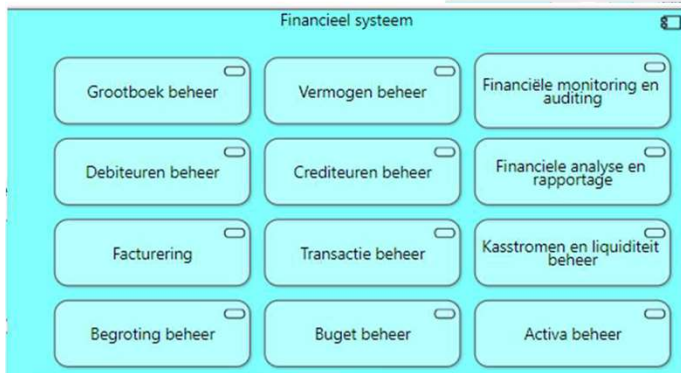 Financieel systeem
Grootboek beheer
Vermogen beheer
Financiële monitoring en
auditing
Debiteuren beheer
Crediteuren beheer
Financiele analyse en
rapportage
Facturering
Transactie beheer
Kasstromen en liquiditeit
beheer
Begroting beheer
Buget beheer
Activa beheer